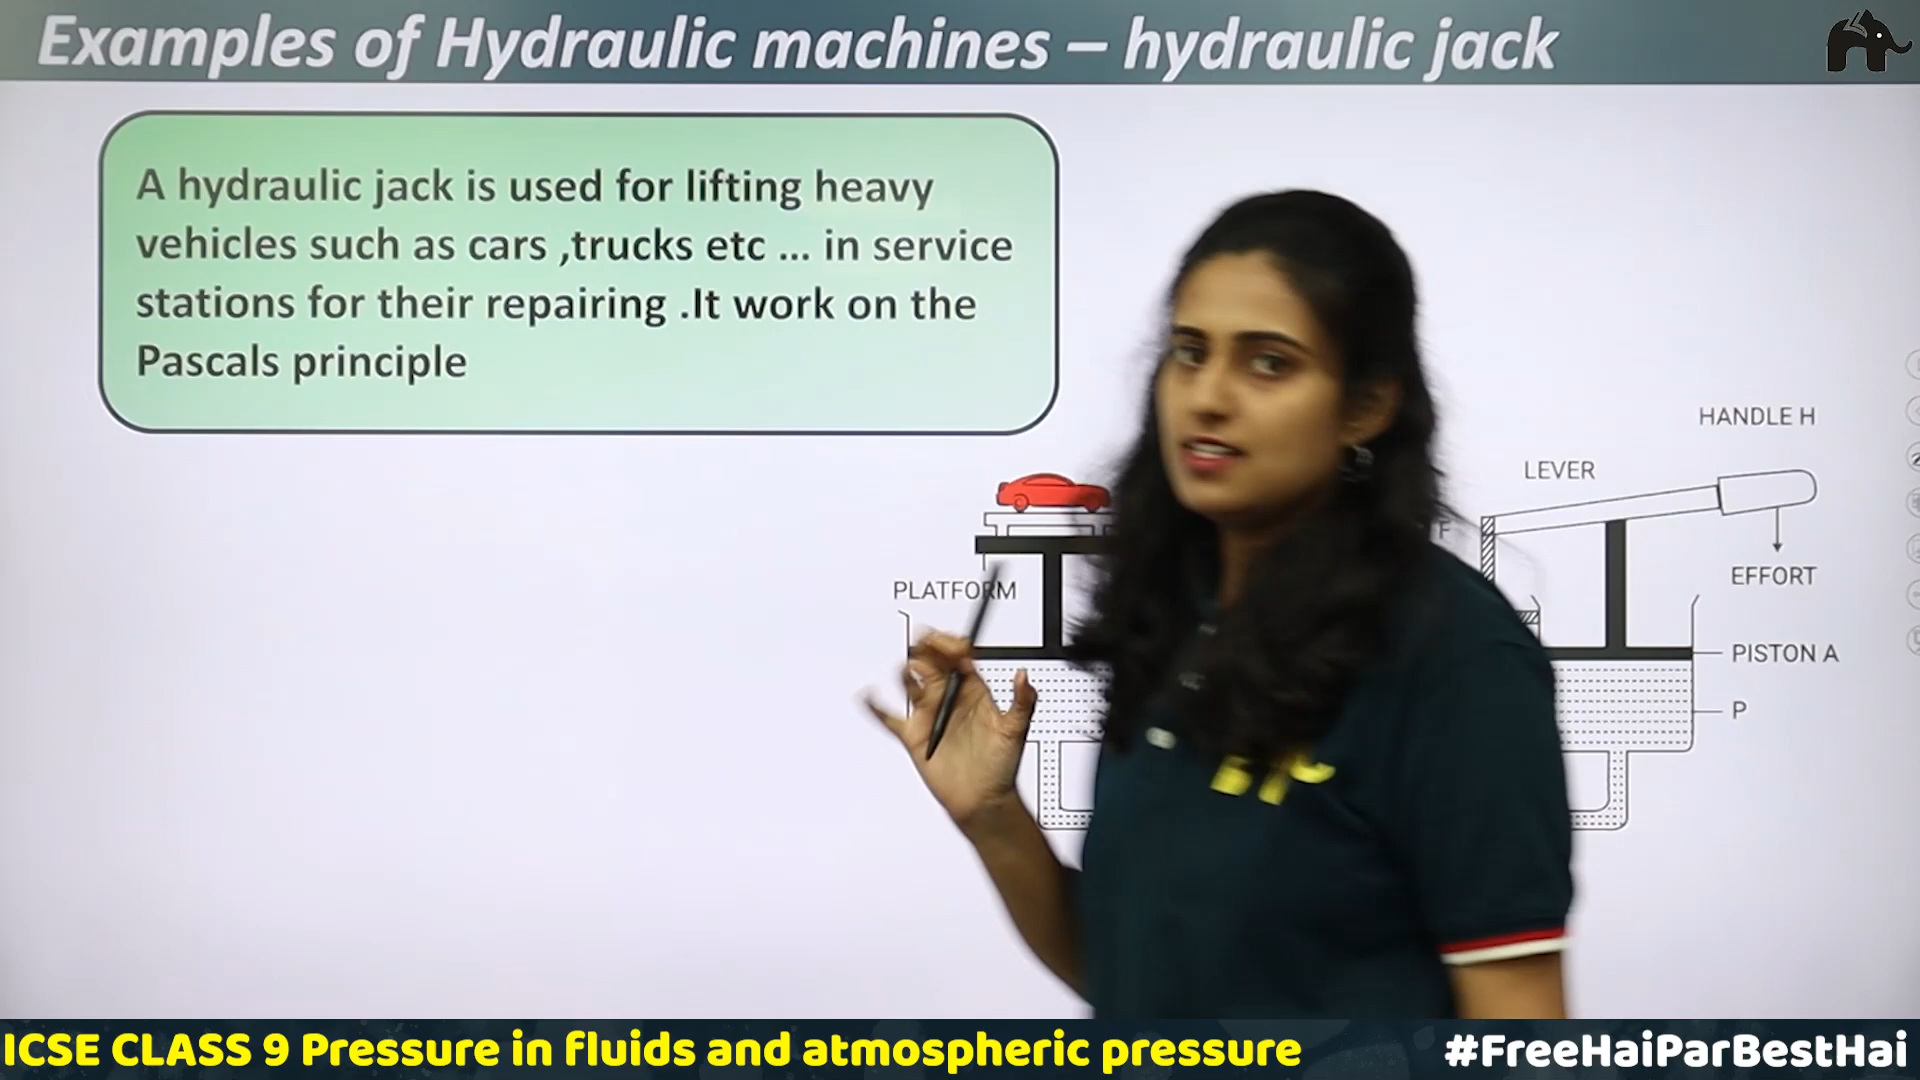 Examples of Hydraulic machines – hydraulic jack
A hydraulic jack is used for lifting heavy
vehicles such as cars ,trucks etc ... in service
stations for their repairing .It work on the
Pascals principle
HANDLE H
LEVER
F
EFFORT
PLATFORM
PISTON A
P
ICSE CLASS 9 Pressure in fluids and atmospheric pressure
#FreeHaiParBestHai